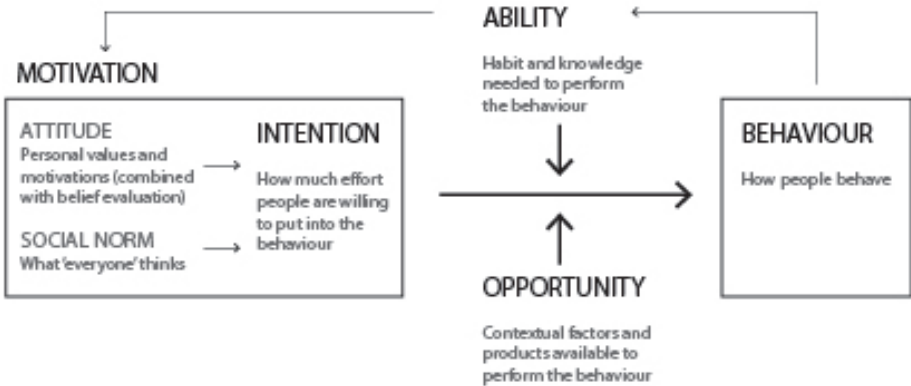 ABILITY
Habit and knowledge
needed to perform
the behaviour
MOTIVATION
ATTITUDE
Personal values and
motivations (combined
with belief evaluation)
SOCIAL NORM
What 'everyone' thinks
INTENTION
How much effort
people are willing
to put into the
behaviour
BEHAVIOUR
How people behave
OPPORTUNITY
Contextual factors and
products available to
perform the behaviour